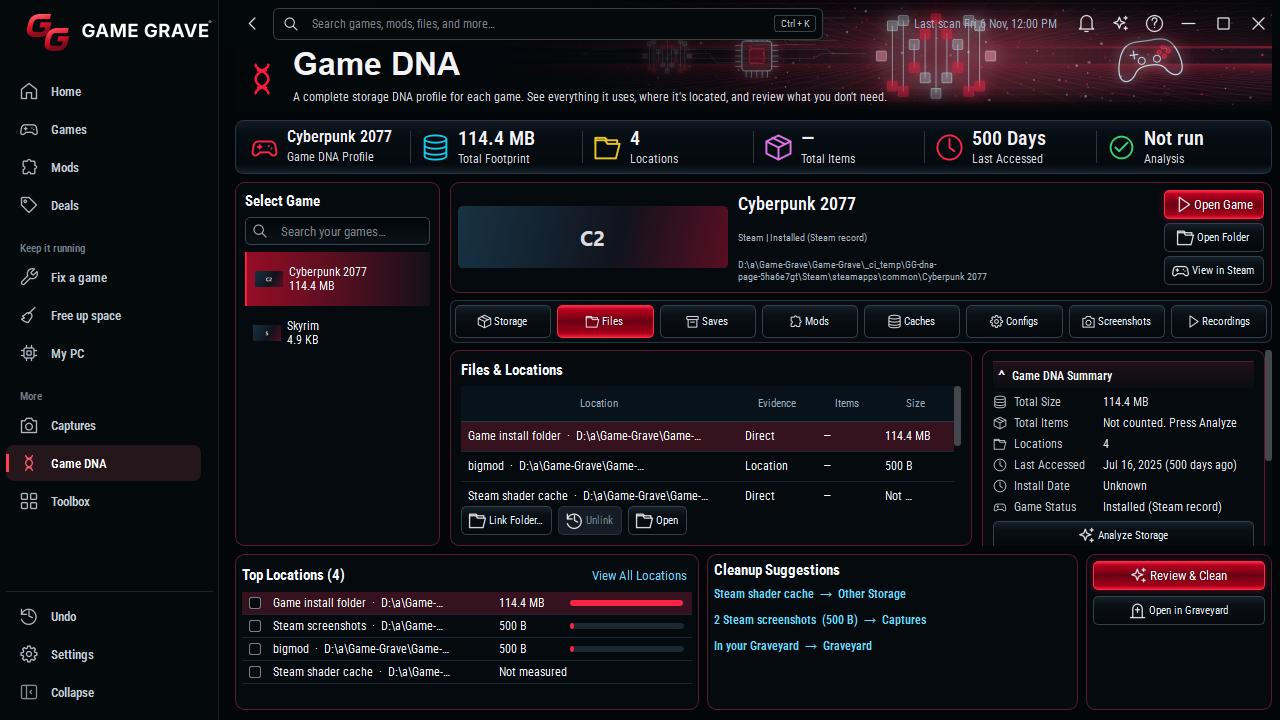 GG GAME GRAVE
Search games, mods, files, and more...
Ctrl + K
Last scan Fri 6 Nov, 12:00 PM
Game DNA
A complete storage DNA profile for each game. See everything it uses, where it's located, and review what you don't need.
Home
Games
Mods
Deals
Keep it running
Fix a game
Free up space
My PC
More
Captures
Game DNA
Toolbox
Undo
Settings
Collapse
Cyberpunk 2077
Game DNA Profile
114.4 MB
Total Footprint
4
Locations
–
Total Items
500 Days
Last Accessed
Not run
Analysis
Select Game
Search your games...
C2
Cyberpunk 2077
114.4 MB
S
Skyrim
4.9 KB
C2
Cyberpunk 2077
Steam | Installed (Steam record)
D:\a\Game-Grave\Game-Grave\_ci_temp\GG-dna-
page-5ha6e7gt\Steam\steamapps\common\Cyberpunk 2077
Open Game
Open Folder
View in Steam
Storage
Files
Saves
Mods
Caches
Configs
Screenshots
Recordings
Files & Locations
Location Evidence Items Size
Game install folder · D:\a\Game-Grave\Game-... Direct – 114.4 MB
bigmod · D:\a\Game-Grave\Game-... Location – 500 B
Steam shader cache · D:\a\Game-Grave\Game-... Direct – Not ...
Link Folder...
Unlink
Open
^ Game DNA Summary
Total Size 114.4 MB
Total Items Not counted. Press Analyze
Locations 4
Last Accessed Jul 16, 2025 (500 days ago)
Install Date Unknown
Game Status Installed (Steam record)
Analyze Storage
Top Locations (4)
View All Locations
Game install folder · D:\a\Game-... 114.4 MB
Steam screenshots · D:\a\Game-... 500 B
bigmod · D:\a\Game-Grave\Game-... 500 B
Steam shader cache · D:\a\Game-... Not measured
Cleanup Suggestions
Steam shader cache → Other Storage
2 Steam screenshots (500 B) → Captures
In your Graveyard → Graveyard
Review & Clean
Open in Graveyard